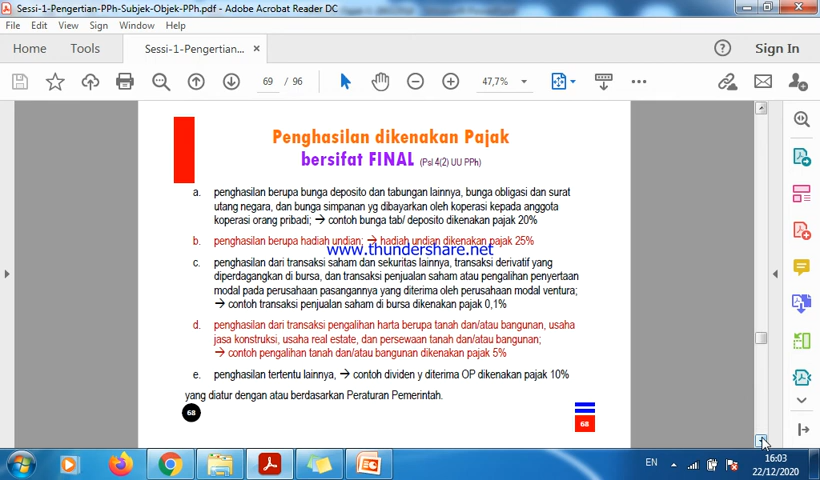 Sessi-1-Pengertian-PPh-Subjek-Objek-PPh.pdf - Adobe Acrobat Reader DC
File Edit View Sign Window Help
Home Tools Sessi-1-Pengertian... × Sign In
69 / 96 47,7%
Penghasilan dikenakan Pajak
bersifat FINAL (Psl 4(2) UU PPh)
a. penghasilan berupa bunga deposito dan tabungan lainnya, bunga obligasi dan surat
utang negara, dan bunga simpanan yg dibayarkan oleh koperasi kepada anggota
koperasi orang pribadi; → contoh bunga tab/ deposito dikenakan pajak 20%
b. penghasilan berupa hadiah undian; → hadiah undian dikenakan pajak 25%
www.thundershare.net
c. penghasilan dari transaksi saham dan sekuritas lainnya, transaksi derivatif yang
diperdagangkan di bursa, dan transaksi penjualan saham atau pengalihan penyertaan
modal pada perusahaan pasangannya yang diterima oleh perusahaan modal ventura;
→ contoh transaksi penjualan saham di bursa dikenakan pajak 0,1%
d. penghasilan dari transaksi pengalihan harta berupa tanah dan/atau bangunan, usaha
jasa konstruksi, usaha real estate, dan persewaan tanah dan/atau bangunan;
→ contoh pengalihan tanah dan/atau bangunan dikenakan pajak 5%
e. penghasilan tertentu lainnya, → contoh dividen y diterima OP dikenakan pajak 10%
yang diatur dengan atau berdasarkan Peraturan Pemerintah.
68
68
EN
16:03
22/12/2020